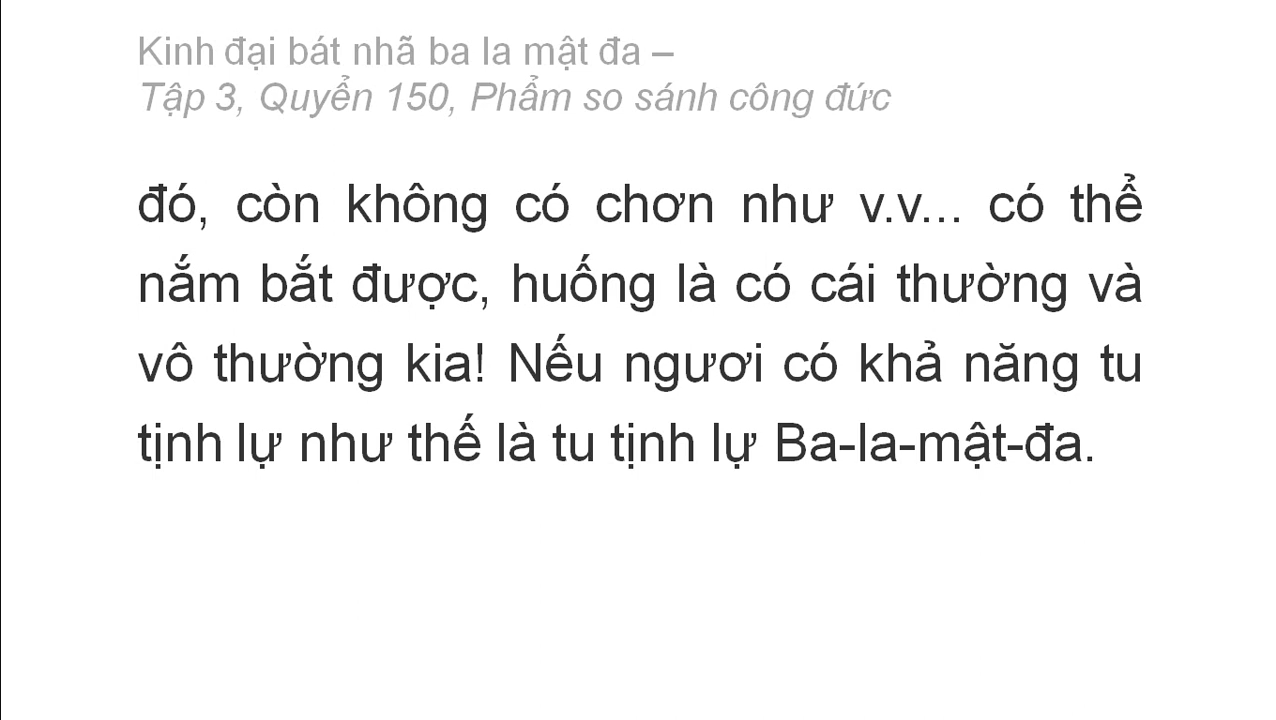 Kinh đại bát nhã ba la mật đa –
Tập 3, Quyển 150, Phẩm so sánh công đức
đó, còn không có chơn như v.v... có thể
nắm bắt được, huống là có cái thường và
vô thường kia! Nếu ngươi có khả năng tu
tịnh lự như thế là tu tịnh lự Ba-la-mật-đa.